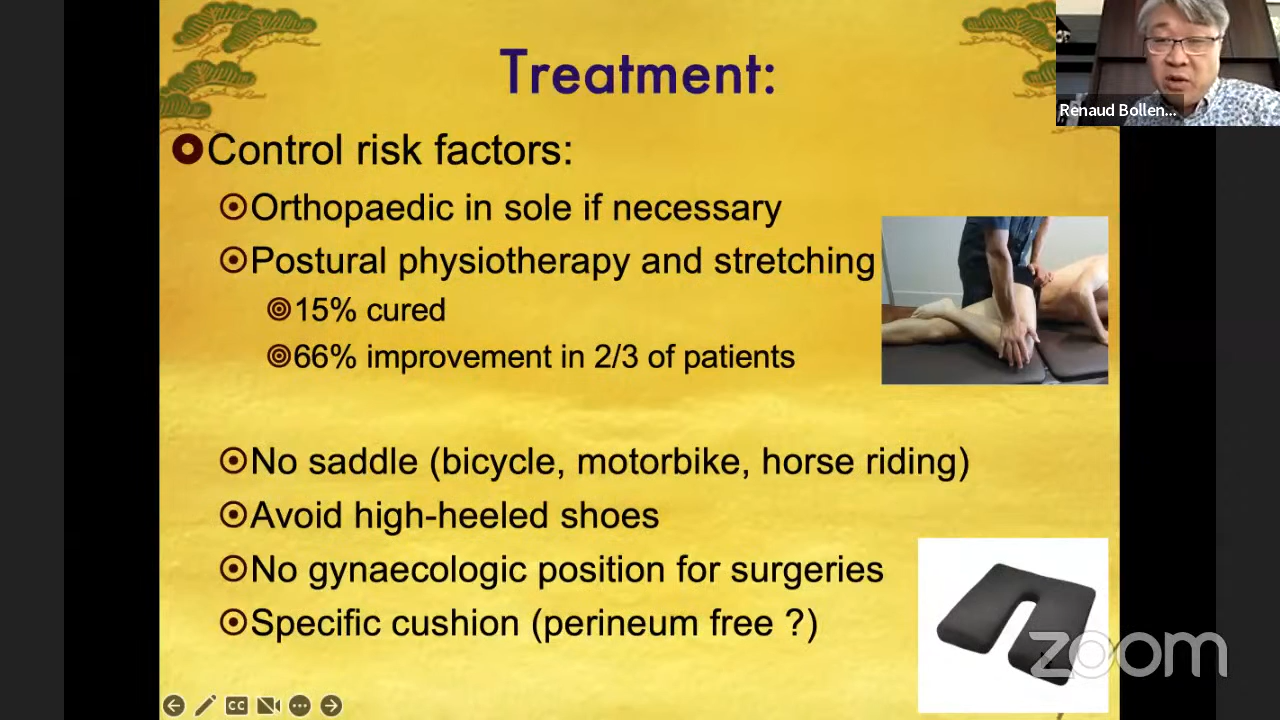 Treatment:
Renaud Bollen...
Control risk factors:
Orthopaedic in sole if necessary
Postural physiotherapy and stretching
15% cured
66% improvement in 2/3 of patients
No saddle (bicycle, motorbike, horse riding)
Avoid high-heeled shoes
No gynaecologic position for surgeries
Specific cushion (perineum free ?)
zoom
CC